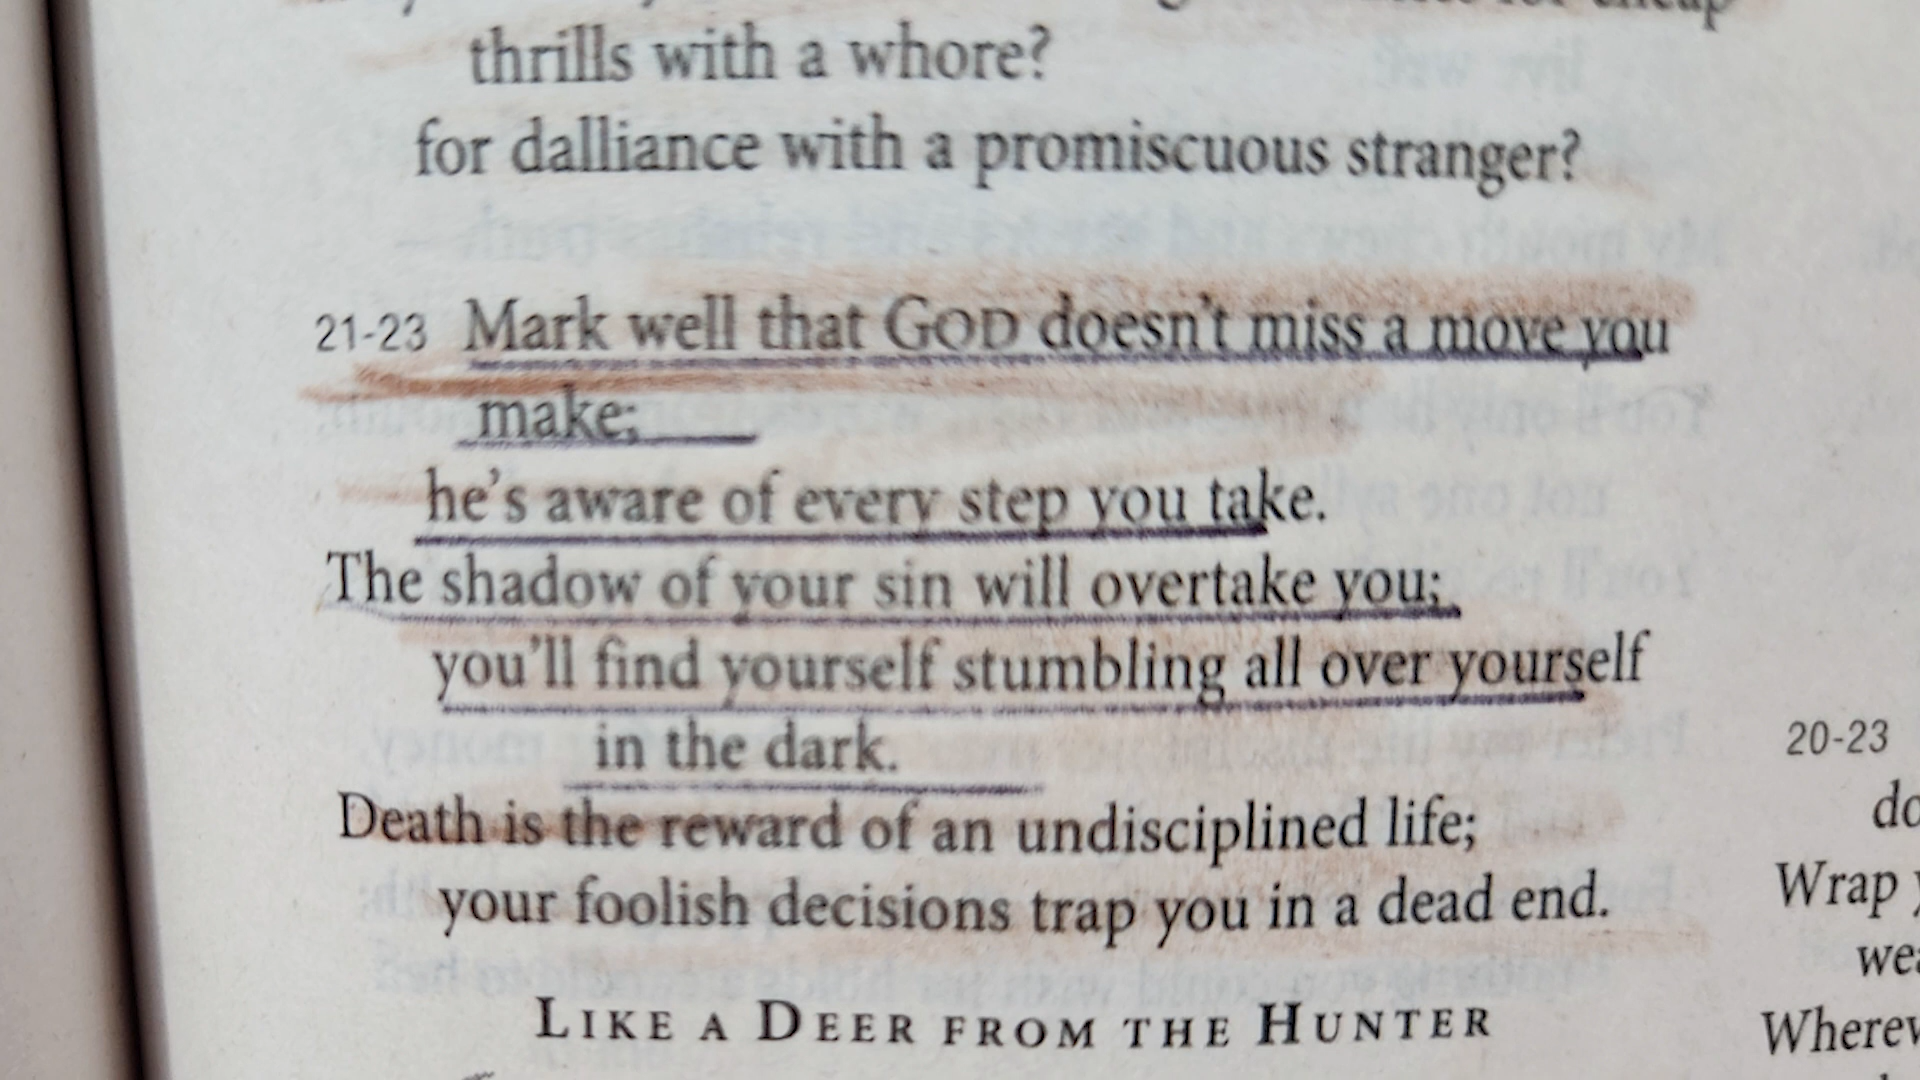 for cheap
thrills with a whore?
for dalliance with a promiscuous stranger?
21-23 Mark well that GOD doesn't miss a move you
make;
he's aware of every step you take.
The shadow of your sin will overtake you;
you'll find yourself stumbling all over yourself
in the dark.
Death is the reward of an undisciplined life;
your foolish decisions trap you in a dead end.
LIKE A DEER FROM THE HUNTER
20-23
Wrap